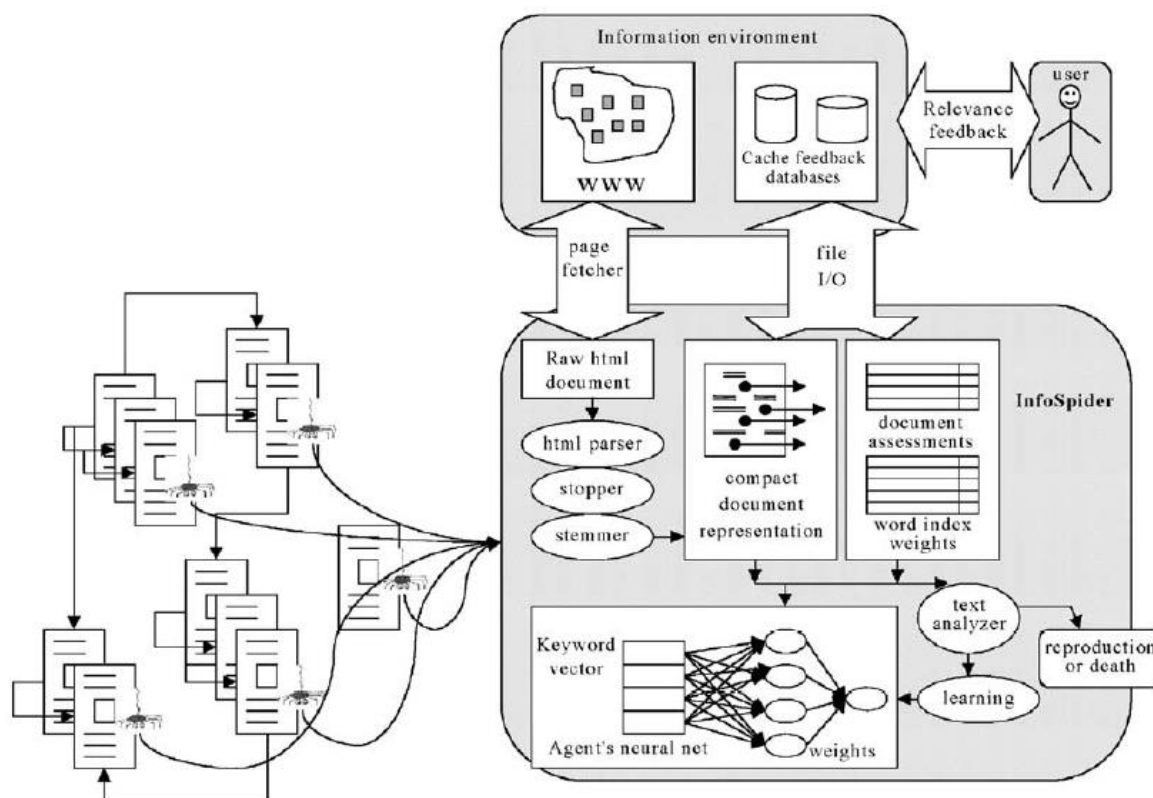 Information environment
WWW
Cache feedback
databases
Relevance
feedback
user
page
fetcher
file
I/O
Raw html
document
html parser
stopper
stemmer
compact
document
representation
document
assessments
word index
weights
InfoSpider
Keyword
vector
Agent's neural net
weights
text
analyzer
learning
reproduction
or death